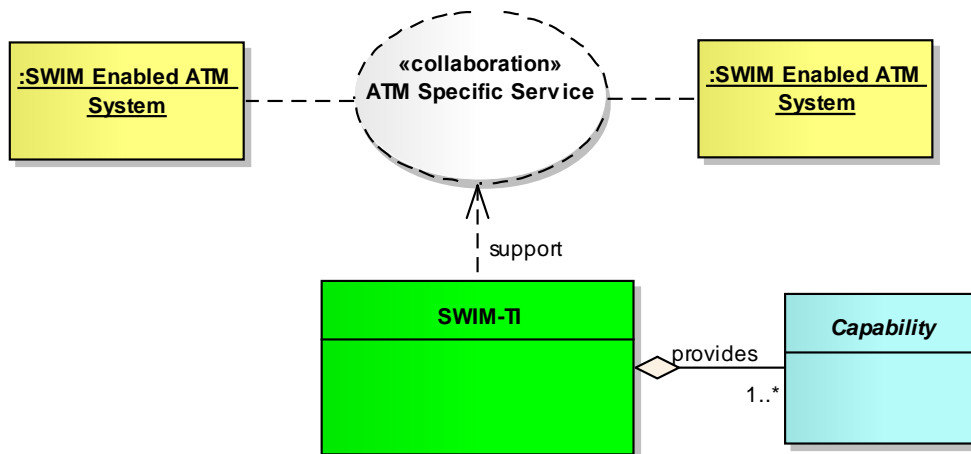 :SWIM Enabled ATM
System
«collaboration»
ATM Specific Service
:SWIM Enabled ATM
System
support
SWIM-TI
Capability
provides
1..*